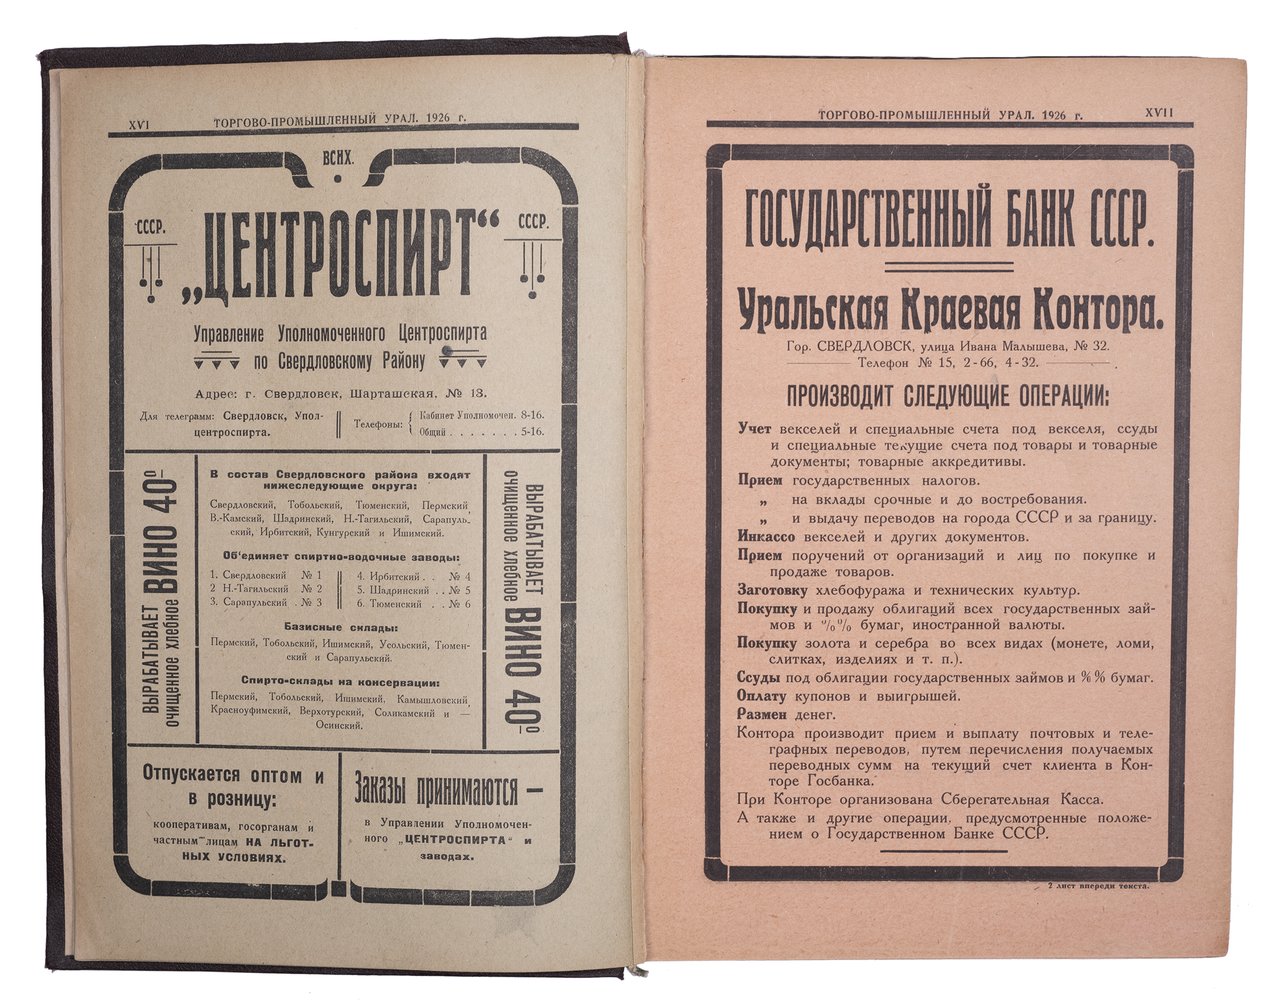 XVI
ТОРГОВО-ПРОМЫШЛЕННЫЙ УРАЛ. 1926 г.
ВСНХ.
СССР.
СССР.
„ЦЕНТРОСПИРТ“
Управление Уполномоченного Центроспирта
по Свердловскому Району
Адрес: г. Свердловск, Шарташская, № 13.
Для телеграмм: Свердловск, Упол-
центроспирта.
Телефоны:
Кабинет Уполномочен. 8-16.
Общий . . . . . . . 5-16.
ВЫРАБАТЫВАЕТ
очищенное хлебное
ВИНО 40°
В состав Свердловского района входят
нижеследующие округа:
Свердловский, Тобольский, Тюменский, Пермский
В.-Камский, Шадринский, Н.-Тагильский, Сарапуль-
ский, Ирбитский, Кунгурский и Ишимский.
Об'единяет спиртно-водочные заводы:
1. Свердловский № 1
2 Н.-Тагильский № 2
3. Сарапульский . № 3
4. Ирбитский . . № 4
5. Шадринский . . № 5
6. Тюменский . . № 6
Базисные склады:
Пермский, Тобольский, Ишимский, Усольский, Тюмен-
ский и Сарапульский.
Спирто-склады на консервации:
Пермский, Тобольский, Ишимский, Камышловский,
Красноуфимский, Верхотурский, Соликамский и —
Осинский.
ВЫРАБАТЫВАЕТ
очищенное хлебное
ВИНО 40°
Отпускается оптом и
в розницу:
кооперативам, госорганам и
частным лицам НА ЛЬГОТ-
НЫХ УСЛОВИЯХ.
Заказы принимаются —
в Управлении Уполномочен-
ного „ЦЕНТРОСПИРТА“ и
заводах.
ТОРГОВО-ПРОМЫШЛЕННЫЙ УРАЛ. 1926 г.
XVII
ГОСУДАРСТВЕННЫЙ БАНК СССР.
Уральская Краевая Контора.
Гор. СВЕРДЛОВСК, улица Ивана Малышева, № 32.
Телефон № 15, 2-66, 4-32.
ПРОИЗВОДИТ СЛЕДУЮЩИЕ ОПЕРАЦИИ:
Учет векселей и специальные счета под векселя, ссуды
и специальные текущие счета под товары и товарные
документы; товарные аккредитивы.
Прием государственных налогов.
„ на вклады срочные и до востребования.
„ и выдачу переводов на города СССР и за границу.
Инкассо векселей и других документов.
Прием поручений от организаций и лиц по покупке и
продаже товаров.
Заготовку хлебофуража и технических культур.
Покупку и продажу облигаций всех государственных зай-
мов и %% бумаг, иностранной валюты.
Покупку золота и серебра во всех видах (монете, ломи,
слитках, изделиях и т. п.).
Ссуды под облигации государственных займов и %% бумаг.
Оплату купонов и выигрышей.
Размен денег.
Контора производит прием и выплату почтовых и теле-
графных переводов, путем перечисления получаемых
переводных сумм на текущий счет клиента в Кон-
торе Госбанка.
При Конторе организована Сберегательная Касса.
А также и другие операции, предусмотренные положе-
нием о Государственном Банке СССР.
2 лист впереди текста.